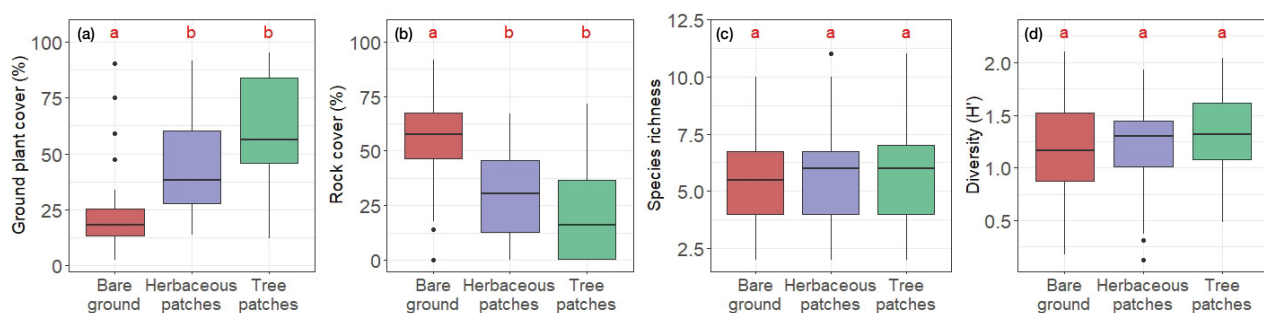 (a) a b b
Ground plant cover (%)
100
75
50
25
0
Bare ground
Herbaceous patches
Tree patches
(b) a b b
Rock cover (%)
100
75
50
25
0
Bare ground
Herbaceous patches
Tree patches
(c) a a a
Species richness
12.5
10.0
7.5
5.0
2.5
Bare ground
Herbaceous patches
Tree patches
(d) a a a
Diversity (H')
2.0
1.5
1.0
0.5
Bare ground
Herbaceous patches
Tree patches